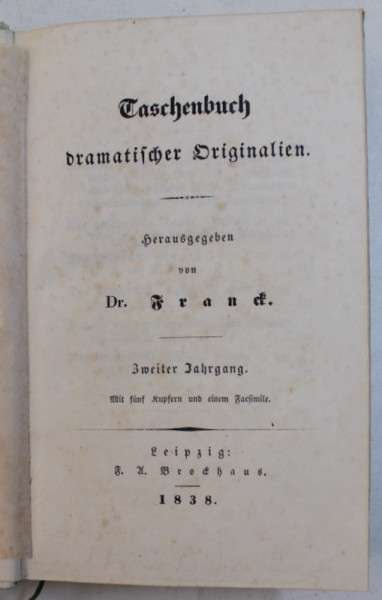 Taschenbuch
dramatischer Originalien.
Herausgegeben
von
Dr. Franck.
Zweiter Jahrgang.
Mit fünf Kupfern und einem Facsimile.
Leipzig:
F. A. Brockhaus.
1838.